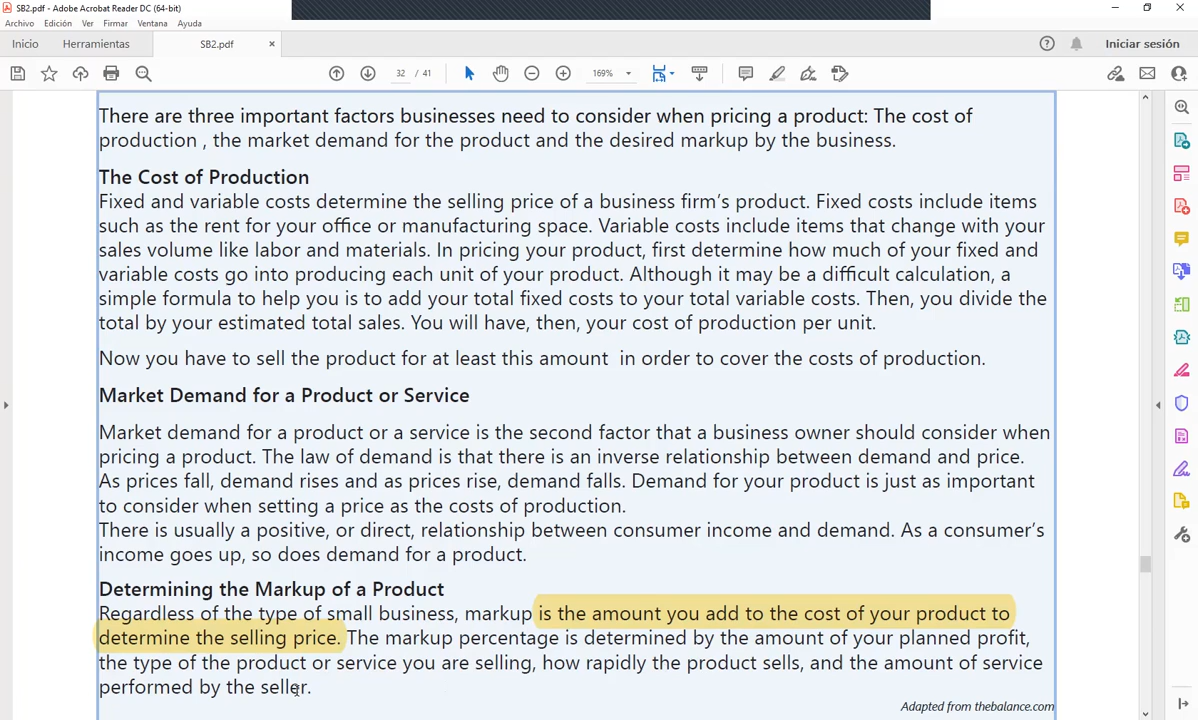 SB2.pdf - Adobe Acrobat Reader DC (64-bit)
Archivo Edición Ver Firmar Ventana Ayuda
Inicio Herramientas SB2.pdf × Iniciar sesión
32 / 41 169%
There are three important factors businesses need to consider when pricing a product: The cost of
production , the market demand for the product and the desired markup by the business.
The Cost of Production
Fixed and variable costs determine the selling price of a business firm’s product. Fixed costs include items
such as the rent for your office or manufacturing space. Variable costs include items that change with your
sales volume like labor and materials. In pricing your product, first determine how much of your fixed and
variable costs go into producing each unit of your product. Although it may be a difficult calculation, a
simple formula to help you is to add your total fixed costs to your total variable costs. Then, you divide the
total by your estimated total sales. You will have, then, your cost of production per unit.
Now you have to sell the product for at least this amount in order to cover the costs of production.
Market Demand for a Product or Service
Market demand for a product or a service is the second factor that a business owner should consider when
pricing a product. The law of demand is that there is an inverse relationship between demand and price.
As prices fall, demand rises and as prices rise, demand falls. Demand for your product is just as important
to consider when setting a price as the costs of production.
There is usually a positive, or direct, relationship between consumer income and demand. As a consumer’s
income goes up, so does demand for a product.
Determining the Markup of a Product
Regardless of the type of small business, markup is the amount you add to the cost of your product to
determine the selling price. The markup percentage is determined by the amount of your planned profit,
the type of the product or service you are selling, how rapidly the product sells, and the amount of service
performed by the seller.
Adapted from thebalance.com